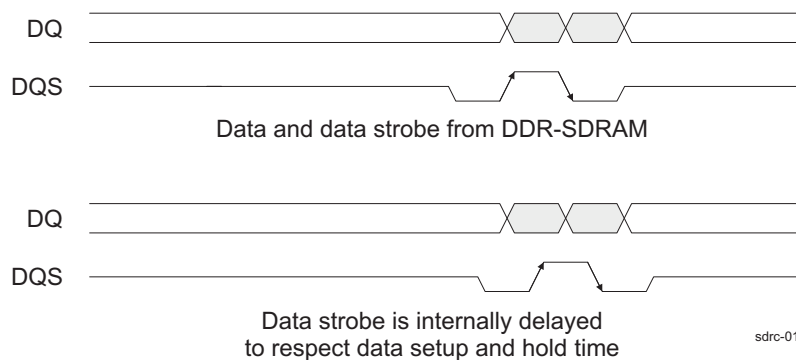 DQ
DQS
Data and data strobe from DDR-SDRAM
DQ
DQS
Data strobe is internally delayed
to respect data setup and hold time
sdrc-01